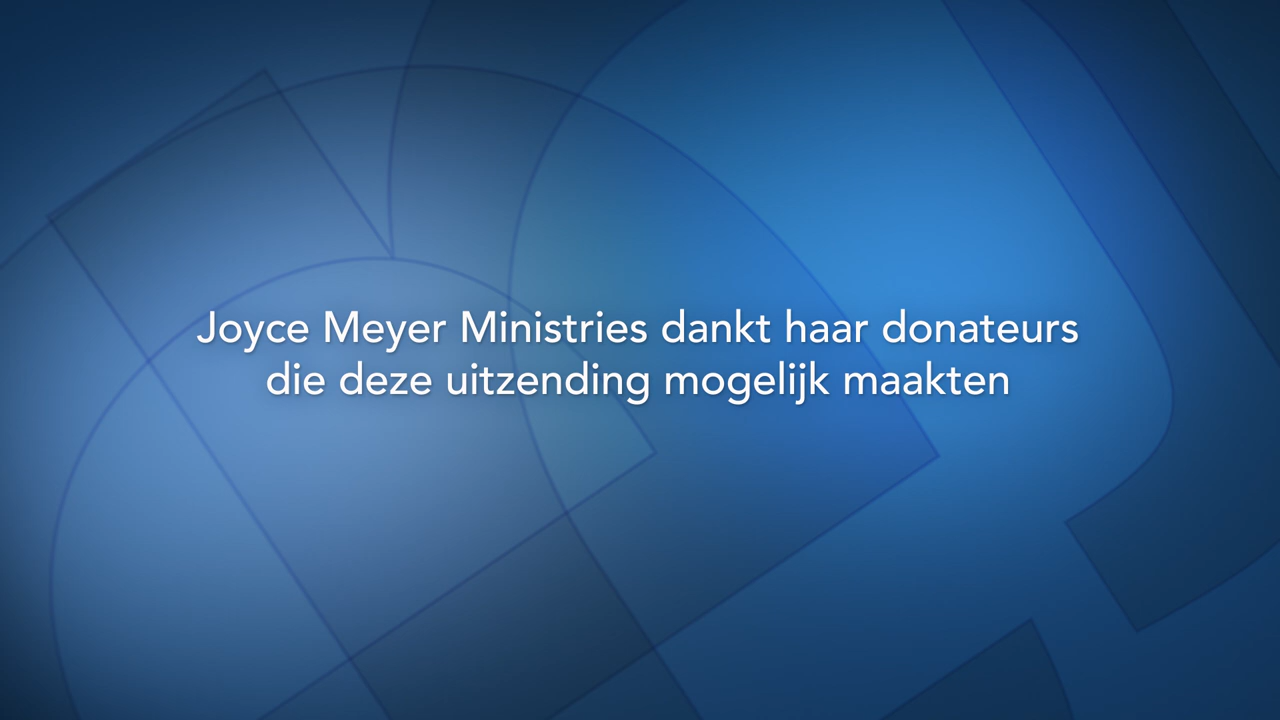 Joyce Meyer Ministries dankt haar donateurs
die deze uitzending mogelijk maakten